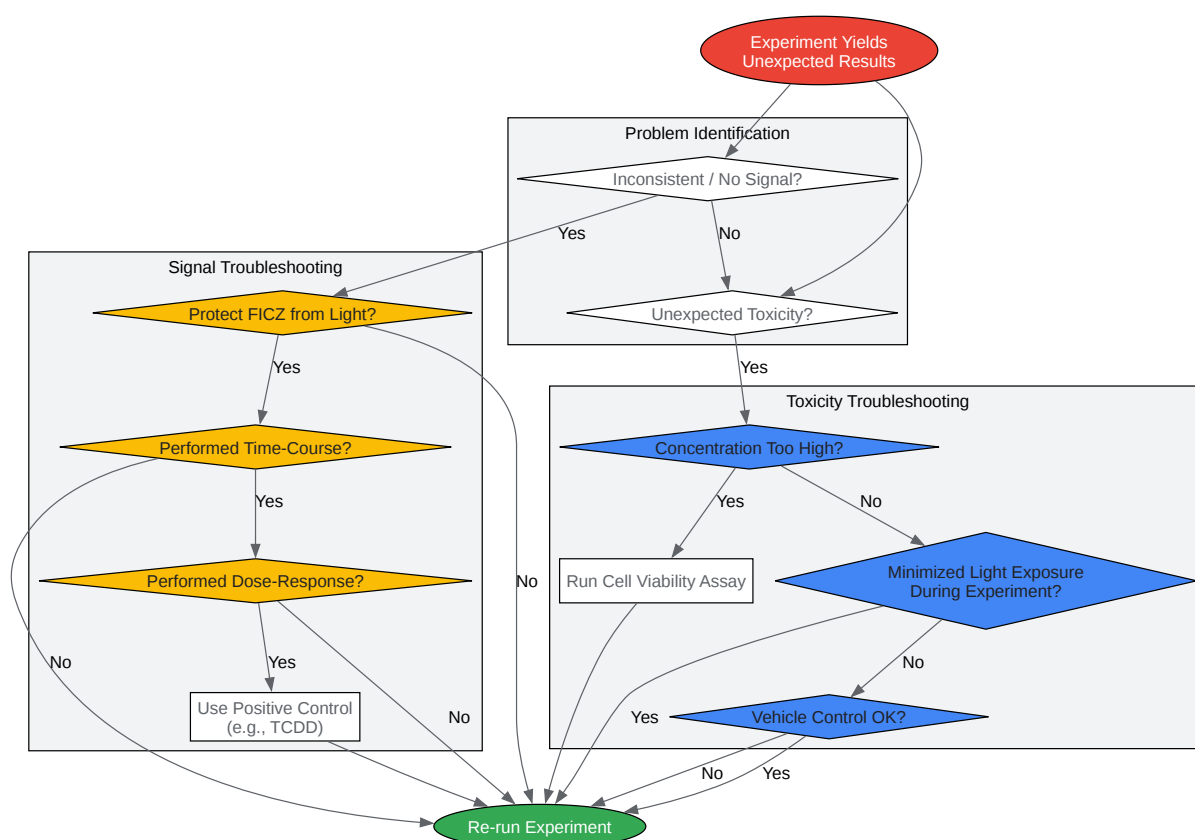 Experiment Yields
Unexpected Results
Problem Identification
Inconsistent / No Signal?
Yes
No
Signal Troubleshooting
Protect FICZ from Light?
Unexpected Toxicity?
Yes
Yes
Toxicity Troubleshooting
Performed Time-Course?
Concentration Too High?
Yes
Yes
No
Performed Dose-Response?
No
Run Cell Viability Assay
Minimized Light Exposure
During Experiment?
No
Yes
No
Use Positive Control
(e.g., TCDD)
No
Yes
Vehicle Control OK?
No
Yes
Re-run Experiment